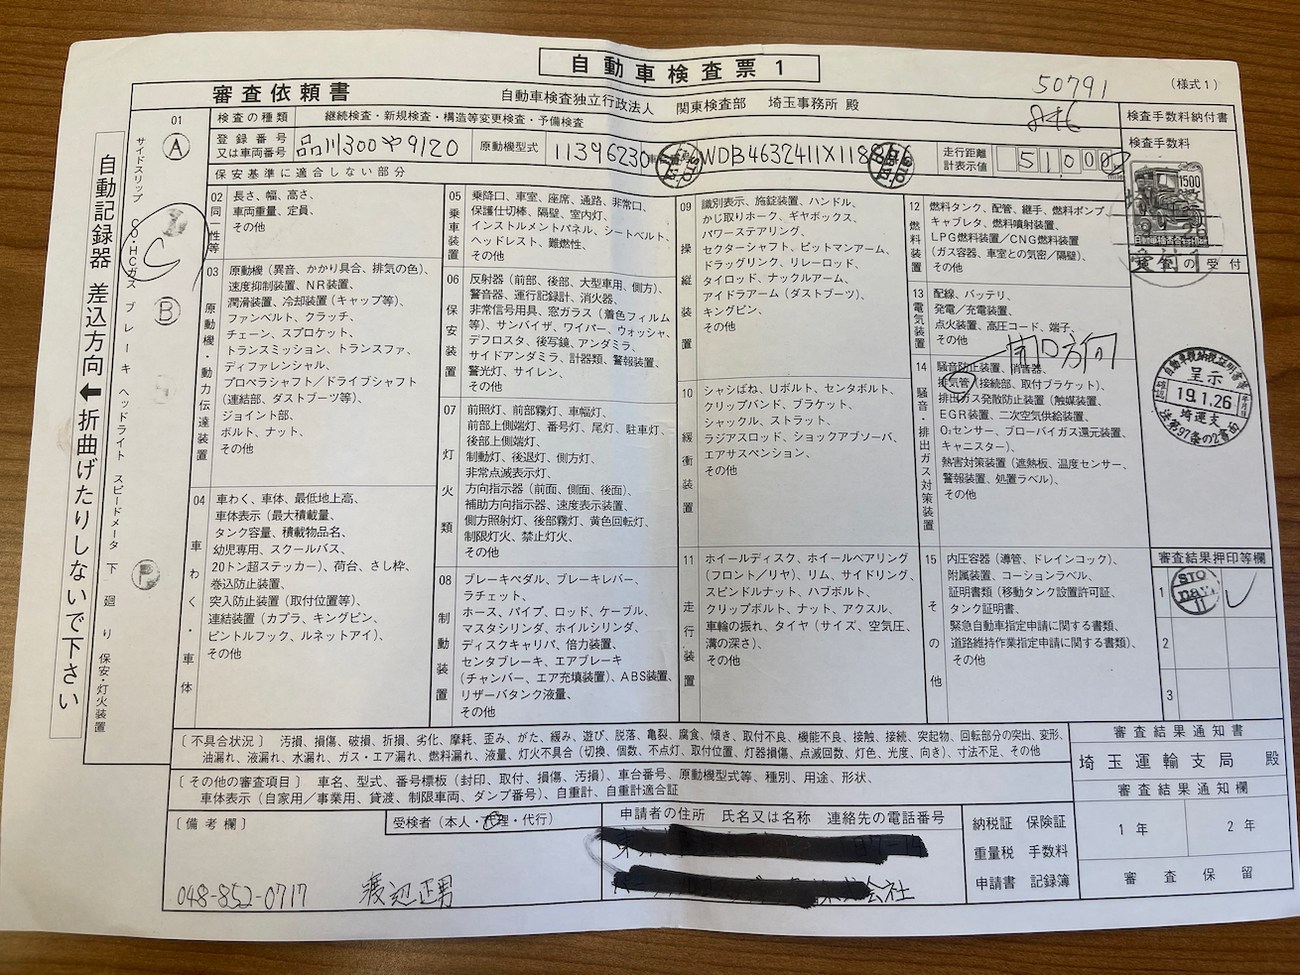 自動車検査票1
(様式1)
審査依頼書
自動車検査独立行政法人 関東検査部 埼玉事務所 殿
50791
846
検査の種類 継続検査・新規検査・構造等変更検査・予備検査
検査手数料納付書
登録番号
又は車両番号
品川300や9120
原動機型式
11396230
WDB4632411X118
走行距離
計表示値
5100
検査手数料
1500
の受付
保安基準に適合しない部分
01
A
サイドスリップ CO・HCガス ブレーキ ヘッドライト スピードメータ 下廻り 保安・灯火装置
C
B
P
自動記録器 差込方向⬅折曲げたりしないで下さい
02
同一性等
長さ、幅、高さ、
車両重量、定員、
その他
03
原動機・動力伝達装置
原動機(異音、かかり具合、排気の色)、
速度抑制装置、NR装置、
潤滑装置、冷却装置(キャップ等)、
ファンベルト、クラッチ、
チェーン、スプロケット、
トランスミッション、トランスファ、
ディファレンシャル、
プロペラシャフト/ドライブシャフト
(連結部、ダストブーツ等)、
ジョイント部、
ボルト、ナット、
その他
04
車わく・車体
車わく、車体、最低地上高、
車体表示(最大積載量、
タンク容量、積載物品名、
幼児専用、スクールバス、
20トン超ステッカー)、荷台、さし枠、
巻込防止装置、
突入防止装置(取付位置等)、
連結装置(カプラ、キングピン、
ピントルフック、ルネットアイ)、
その他
05
乗車装置
乗降口、車室、座席、通路、非常口、
保護仕切棒、隔壁、室内灯、
インストルメントパネル、シートベルト、
ヘッドレスト、難燃性、
その他
06
保安装置
反射器(前部、後部、大型車用、側方)、
警音器、運行記録計、消火器、
非常信号用具、窓ガラス(着色フィルム
等)、サンバイザ、ワイパー、ウォッシャ、
デフロスタ、後写鏡、アンダミラ、
サイドアンダミラ、計器類、警報装置、
警光灯、サイレン、
その他
07
灯火類
前照灯、前部霧灯、車幅灯、
前部上側端灯、番号灯、尾灯、駐車灯、
後部上側端灯、
制動灯、後退灯、側方灯、
非常点滅表示灯、
方向指示器(前面、側面、後面)、
補助方向指示器、速度表示装置、
側方照射灯、後部霧灯、黄色回転灯、
制限灯火、禁止灯火、
その他
08
制動装置
ブレーキペダル、ブレーキレバー、
ラチェット、
ホース、パイプ、ロッド、ケーブル、
マスタシリンダ、ホイルシリンダ、
ディスクキャリパ、倍力装置、
センタブレーキ、エアブレーキ
(チャンバー、エア充填装置)、ABS装置、
リザーバタンク液量、
その他
09
操縦装置
識別表示、施錠装置、ハンドル、
かじ取りホーク、ギヤボックス、
パワーステアリング、
セクターシャフト、ピットマンアーム、
ドラッグリンク、リレーロッド、
タイロッド、ナックルアーム、
アイドラアーム(ダストブーツ)、
キングピン、
その他
10
緩衝装置
シャシばね、Uボルト、センタボルト、
クリップバンド、ブラケット、
シャックル、ストラット、
ラジアスロッド、ショックアブソーバ、
エアサスペンション、
その他
11
走行装置
ホイールディスク、ホイールベアリング
(フロント/リヤ)、リム、サイドリング、
スピンドルナット、ハブボルト、
クリップボルト、ナット、アクスル、
車輪の振れ、タイヤ(サイズ、空気圧、
溝の深さ)、
その他
12
燃料装置
燃料タンク、配管、継手、燃料ポンプ、
キャブレタ、燃料噴射装置、
LPG燃料装置/CNG燃料装置
(ガス容器、車室との気密/隔壁)、
その他
13
電気装置
配線、バッテリ、
発電/充電装置、
点火装置、高圧コード、端子、
その他
開口方向
14
騒音・排出ガス対策装置
騒音防止装置、消音器、
排気管(接続部、取付ブラケット)、
排出ガス発散防止装置(触媒装置、
EGR装置、二次空気供給装置、
O₂センサー、ブローバイガス還元装置、
キャニスター)、
熱害対策装置(遮熱板、温度センサー、
警報装置、処置ラベル)、
その他
15
その他
内圧容器(導管、ドレインコック)、
附属装置、コーションラベル、
証明書類(移動タンク設置許可証、
タンク証明書、
緊急自動車指定申請に関する書類、
道路維持作業指定申請に関する書類)、
その他
自動車税納税証明書等
呈示
19.1.26
埼運支
法第97条の2書面
審査結果押印等欄
1
2
3
〔不具合状況〕 汚損、損傷、破損、折損、劣化、摩耗、歪み、がた、緩み、遊び、脱落、亀裂、腐食、傾き、取付不良、機能不良、接触、接続、突起物、回転部分の突出、変形、
油漏れ、液漏れ、水漏れ、ガス・エア漏れ、燃料漏れ、液量、灯火不具合(切換、個数、不点灯、取付位置、灯器損傷、点滅回数、灯色、光度、向き)、寸法不足、その他
〔その他の審査項目〕 車名、型式、番号標板(封印、取付、損傷、汚損)、車台番号、原動機型式等、種別、用途、形状、
車体表示(自家用/事業用、貸渡、制限車両、ダンプ番号)、自重計、自重計適合証
審査結果通知書
埼玉運輸支局 殿
審査結果通知欄
1年 2年
審査保留
〔備考欄〕
受検者(本人・代理・代行)
申請者の住所 氏名又は名称 連絡先の電話番号
納税証 保険証
重量税 手数料
申請書 記録簿
会社
048-852-0717 渡辺正男